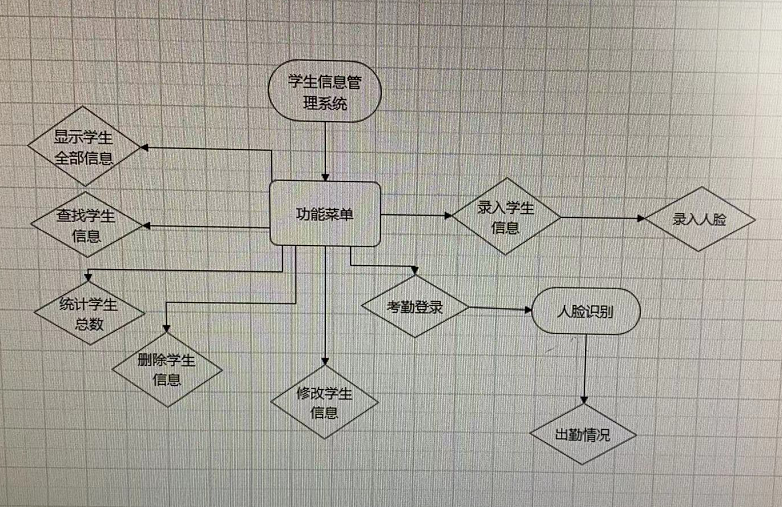 学生信息管
理系统
显示学生
全部信息
功能菜单
录入学生
信息
录入人脸
查找学生
信息
统计学生
总数
考勤登录
人脸识别
删除学生
信息
修改学生
信息
出勤情况